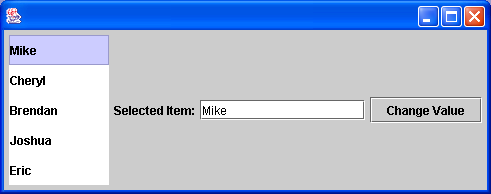 Mike
Cheryl
Brendan
Joshua
Eric
Selected Item: Mike Change Value